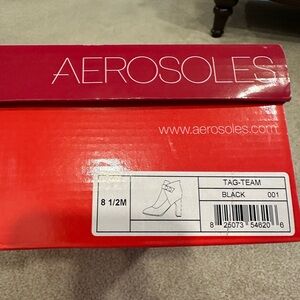 AEROSOLES
www.aerosoles.com
8 1/2M
TAG-TEAM
BLACK 001
8 25073 54620 6